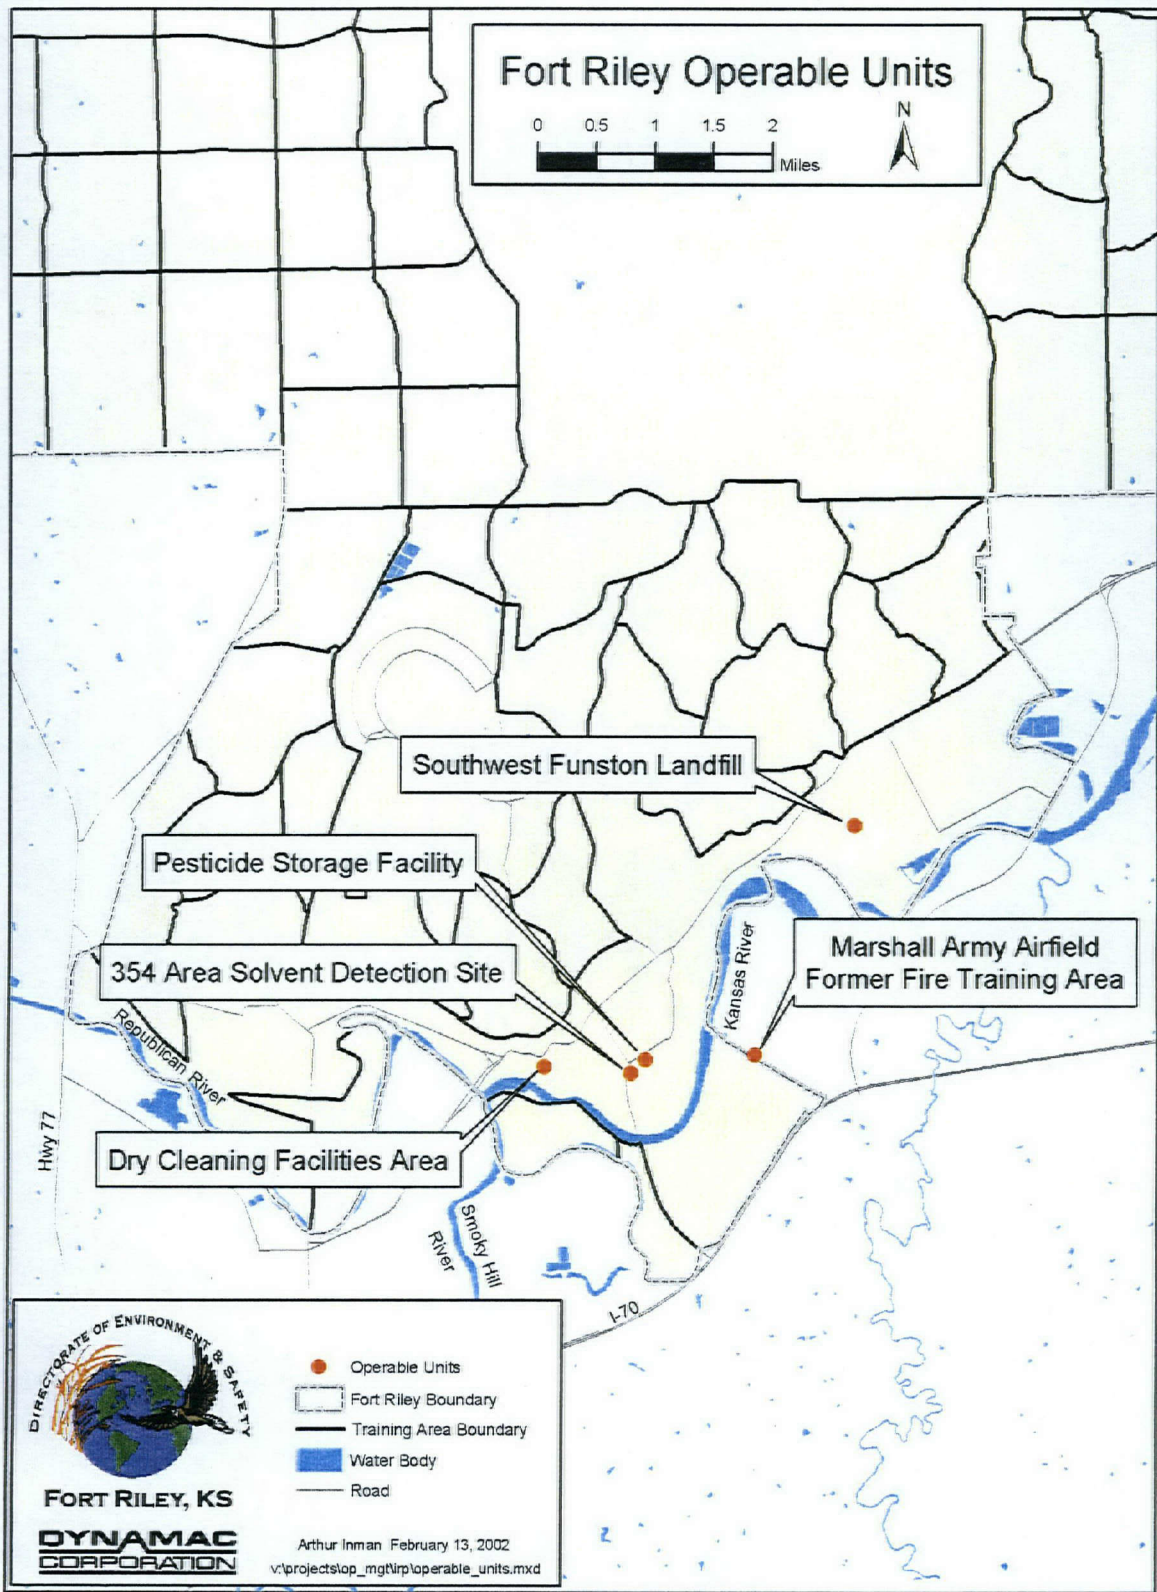 Fort Riley Operable Units
0 0.5 1 1.5 2
Miles
N
Southwest Funston Landfill
Pesticide Storage Facility
354 Area Solvent Detection Site
Marshall Army Airfield
Former Fire Training Area
Kansas River
Republican River
Hwy 77
Dry Cleaning Facilities Area
Smoky Hill
River
I-70
DIRECTORATE OF ENVIRONMENT & SAFETY
FORT RILEY, KS
DYNAMAC
CORPORATION
Operable Units
Fort Riley Boundary
Training Area Boundary
Water Body
Road
Arthur Inman February 13, 2002
v:\projects\op_mgt\irp\operable_units.mxd